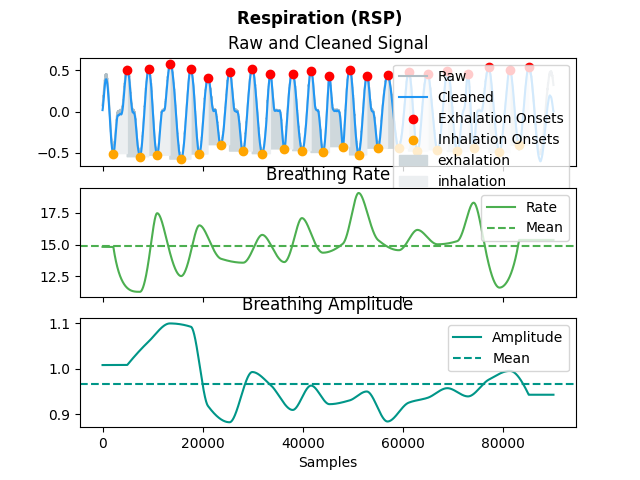 Respiration (RSP)
Raw and Cleaned Signal
0.5
0.0
−0.5
Raw
Cleaned
Exhalation Onsets
Inhalation Onsets
exhalation
inhalation
Breathing Rate
17.5
15.0
12.5
Rate
Mean
Breathing Amplitude
1.1
1.0
0.9
Amplitude
Mean
0 20000 40000 60000 80000
Samples